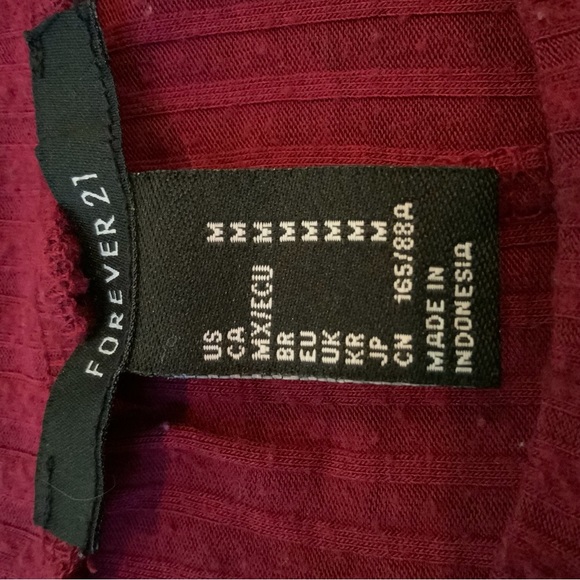 FOREVER 21
US M
CA M
MX/ECU M
BR M
EU M
UK M
KR M
JP M
CN 165/88A
MADE IN
INDONESIA